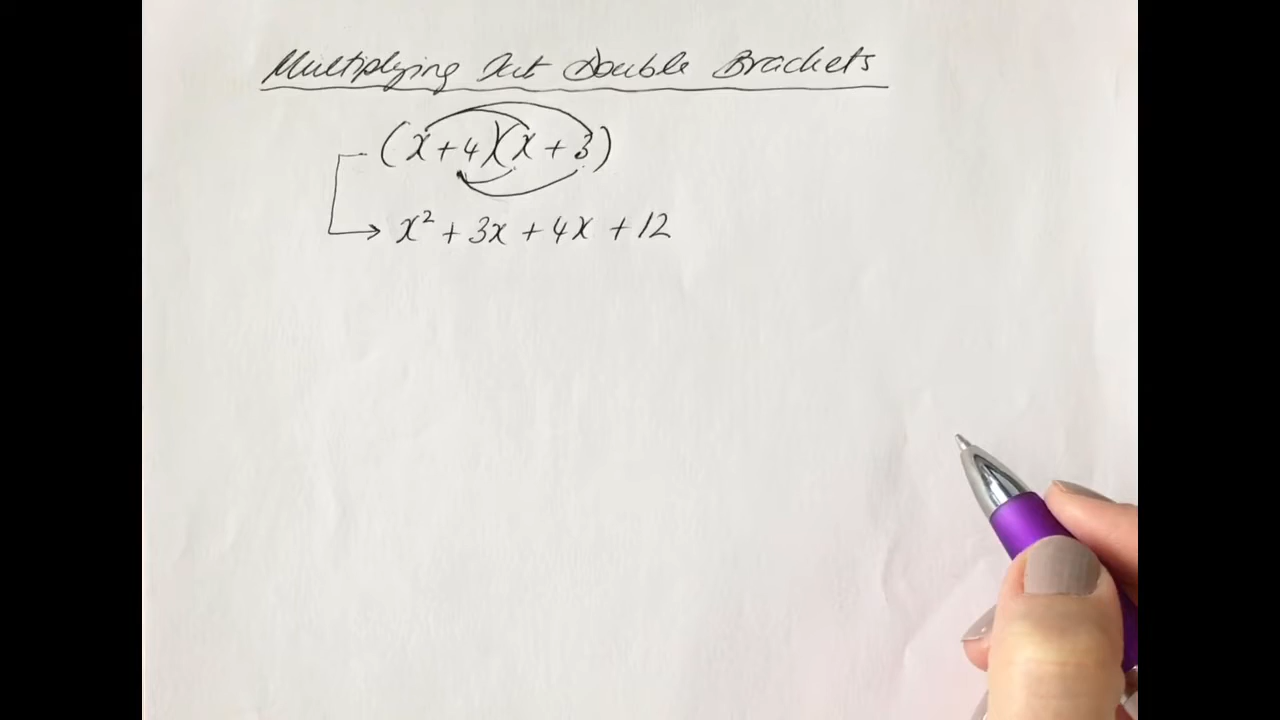 Multiplying Out Double Brackets
(x+4)(x+3)
x² + 3x + 4x + 12